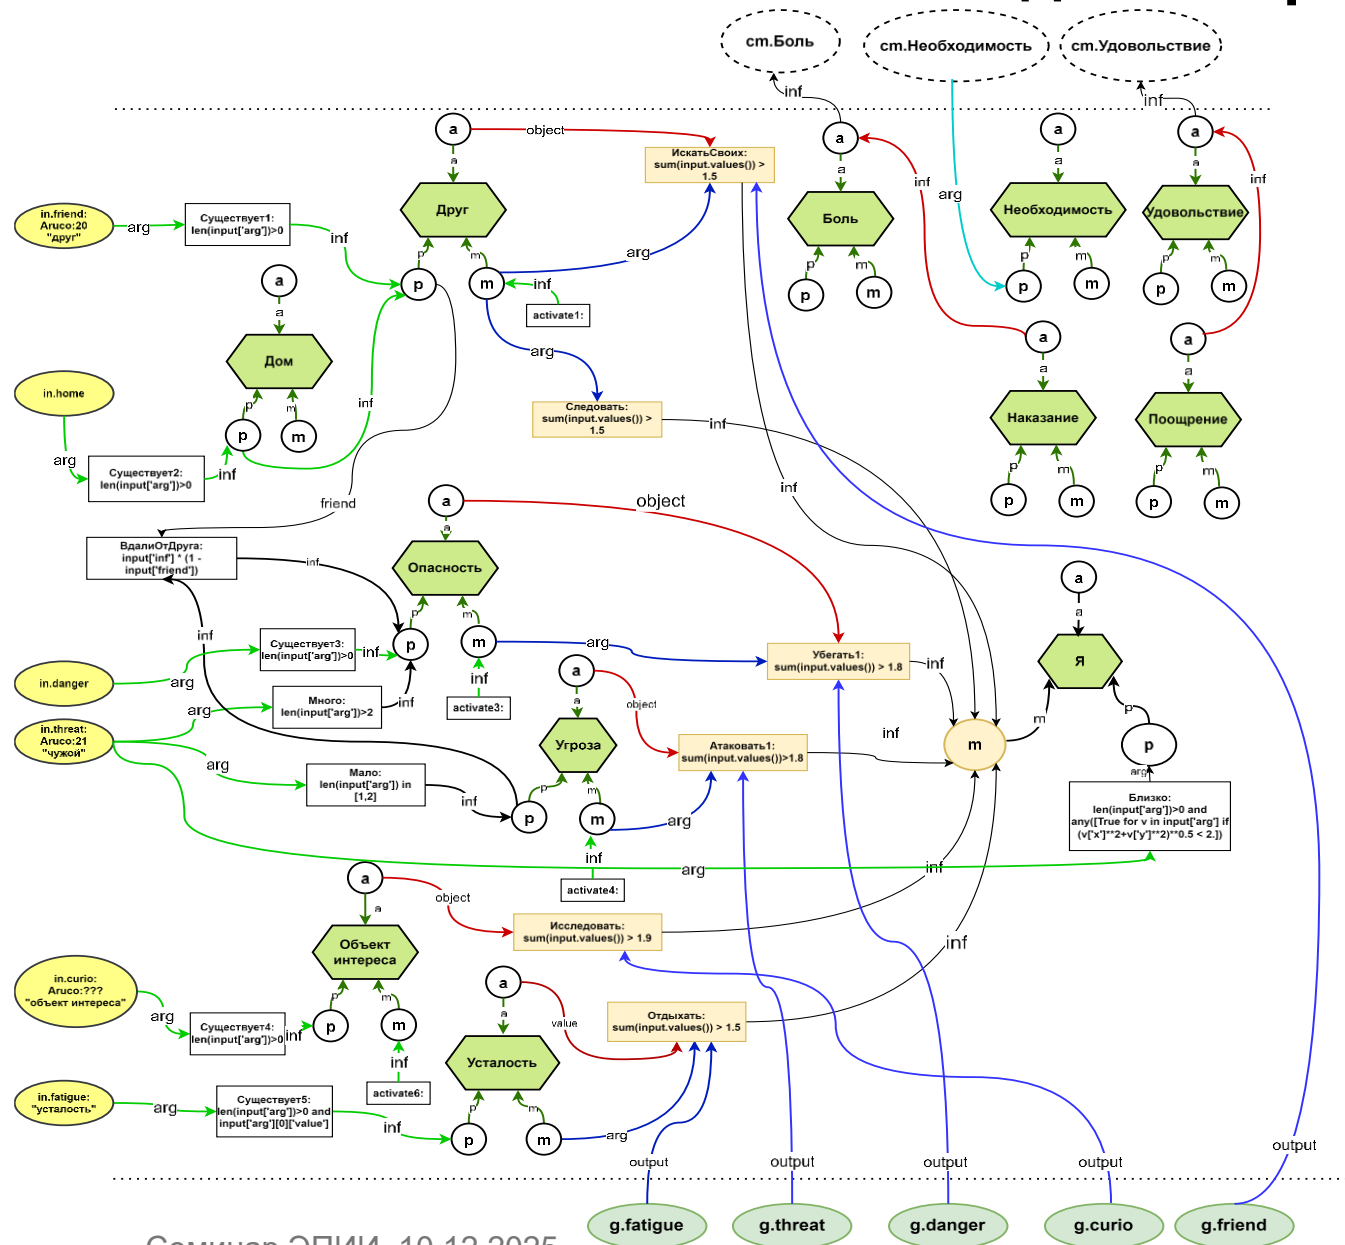 cm.Боль
cm.Необходимость
cm.Удовольствие
inf
inf
a
object
ИскатьСвоих:
sum(input.values()) >
1.5
a
a
a
a
a
a
a
inf
arg
inf
in.friend:
Aruco:20
"друг"
arg
Существует1:
len(input['arg'])>0
inf
Друг
Боль
Необходимость
Удовольствие
p
m
p
m
p
m
p
m
arg
a
p
m
inf
activate1:
p
m
p
m
p
m
a
a
a
Дом
arg
a
a
in.home
p
m
inf
Следовать:
sum(input.values()) >
1.5
inf
Наказание
Поощрение
p
m
arg
Существует2:
len(input['arg'])>0
inf
p
m
p
m
inf
p
m
p
m
friend
a
object
a
ВдалиОтДруга:
input['inf'] * (1 -
input['friend'])
inf
Опасность
a
a
p
m
inf
Существует3:
len(input['arg'])>0
inf
p
m
arg
Убегать1:
sum(input.values()) > 1.8
inf
Я
in.danger
arg
Много:
len(input['arg'])>2
inf
inf
activate3:
a
a
object
m
p
in.threat:
Aruco:21
"чужой"
arg
arg
Мало:
len(input['arg']) in
[1,2]
inf
Угроза
Атаковать1:
sum(input.values())>1.8
inf
m
p
arg
p
m
p
m
arg
Близко:
len(input['arg'])>0 and
any([True for v in input['arg'] if
(v['x']**2+v['y']**2)**0.5 < 2.])
inf
activate4:
arg
inf
a
object
a
Исследовать:
sum(input.values()) > 1.9
inf
Объект
интереса
in.curio:
Aruco:???
"объект интереса"
arg
Существует4:
len(input['arg'])>0
inf
p
m
p
m
inf
activate6:
a
a
value
Отдыхать:
sum(input.values()) > 1.5
Усталость
in.fatigue:
"усталость"
arg
Существует5:
len(input['arg'])>0 and
input['arg'][0]['value']
inf
p
m
p
m
arg
output
output
output
output
output
g.fatigue
g.threat
g.danger
g.curio
g.friend
Семинар ЭПИИ, 10.12.2025